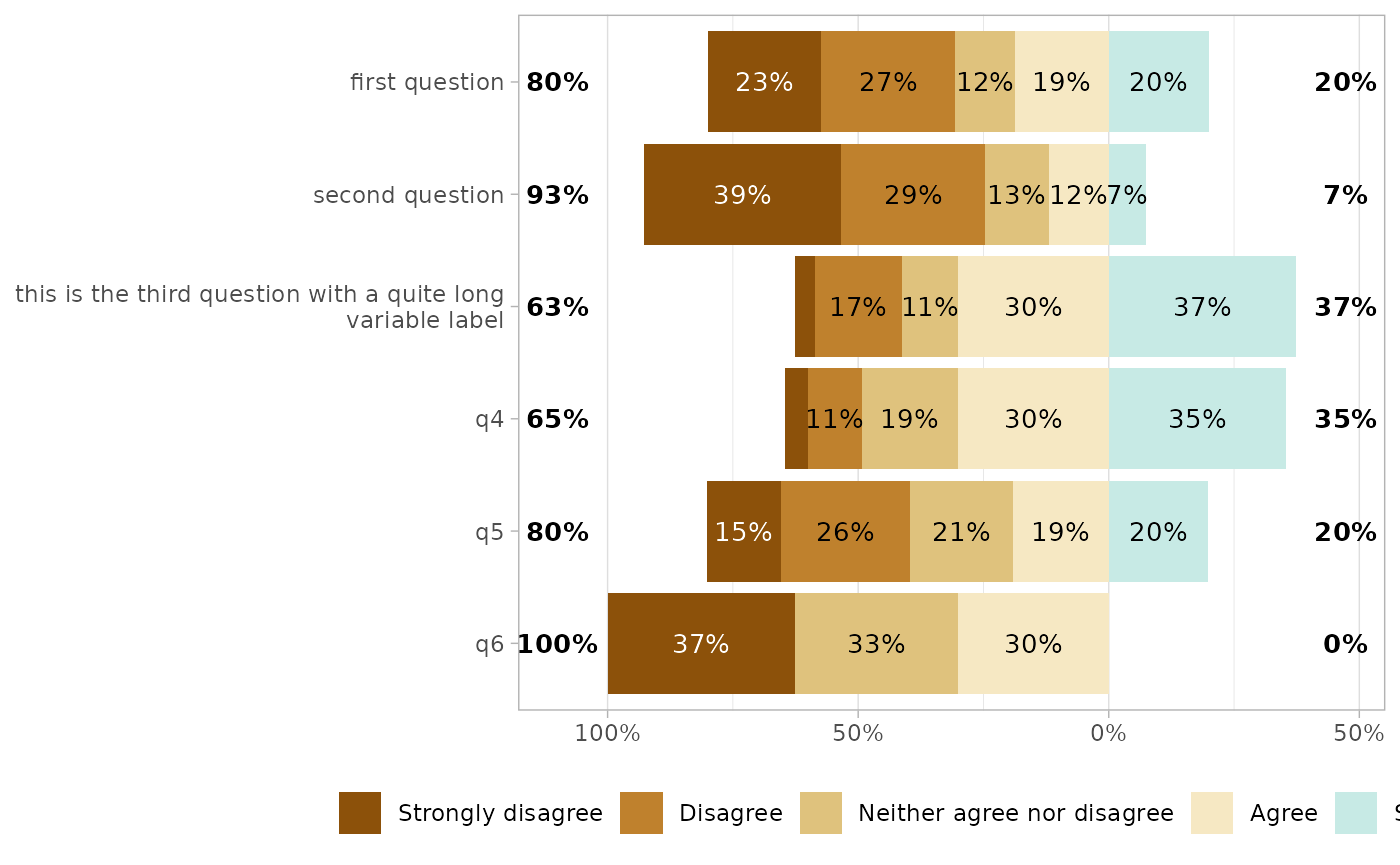 first question 80% 23% 27% 12% 19% 20% 20%
second question 93% 39% 29% 13% 12% 7% 7%
this is the third question with a quite long
variable label 63% 17% 11% 30% 37% 37%
q4 65% 11% 19% 30% 35% 35%
q5 80% 15% 26% 21% 19% 20% 20%
q6 100% 37% 33% 30% 0%
100% 50% 0% 50%
Strongly disagree Disagree Neither agree nor disagree Agree